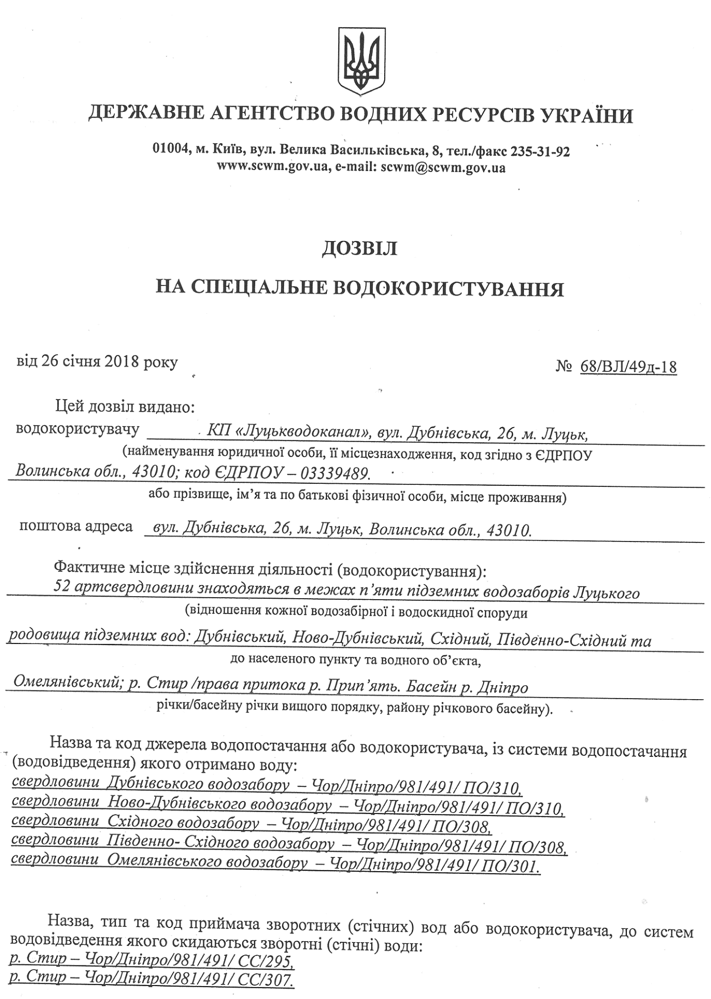 ДЕРЖАВНЕ АГЕНТСТВО ВОДНИХ РЕСУРСІВ УКРАЇНИ
01004, м. Київ, вул. Велика Васильківська, 8, тел./факс 235-31-92
www.scwm.gov.ua, e-mail: scwm@scwm.gov.ua
ДОЗВІЛ
НА СПЕЦІАЛЬНЕ ВОДОКОРИСТУВАННЯ
від 26 січня 2018 року № 68/ВЛ/49д-18
Цей дозвіл видано:
водокористувачу КП «Луцькводоканал», вул. Дубнівська, 26, м. Луцьк,
(найменування юридичної особи, її місцезнаходження, код згідно з ЄДРПОУ
Волинська обл., 43010; код ЄДРПОУ – 03339489.
або прізвище, ім’я та по батькові фізичної особи, місце проживання)
поштова адреса вул. Дубнівська, 26, м. Луцьк, Волинська обл., 43010.
Фактичне місце здійснення діяльності (водокористування):
52 артсвердловини знаходяться в межах п’яти підземних водозаборів Луцького
(відношення кожної водозабірної і водоскидної споруди
родовища підземних вод: Дубнівський, Ново-Дубнівський, Східний, Південно-Східний та
до населеного пункту та водного об’єкта,
Омелянівський; р. Стир /права притока р. Прип’ять. Басейн р. Дніпро
річки/басейну річки вищого порядку, району річкового басейну).
Назва та код джерела водопостачання або водокористувача, із системи водопостачання
(водовідведення) якого отримано воду:
свердловини Дубнівського водозабору – Чор/Дніпро/981/491/ ПО/310,
свердловини Ново-Дубнівського водозабору – Чор/Дніпро/981/491/ ПО/310,
свердловини Східного водозабору – Чор/Дніпро/981/491/ ПО/308,
свердловини Південно- Східного водозабору – Чор/Дніпро/981/491/ ПО/308,
свердловини Омелянівського водозабору – Чор/Дніпро/981/491/ ПО/301.
Назва, тип та код приймача зворотних (стічних) вод або водокористувача, до систем
водовідведення якого скидаються зворотні (стічні) води:
р. Стир – Чор/Дніпро/981/491/ СС/295,
р. Стир – Чор/Дніпро/981/491/ СС/307.